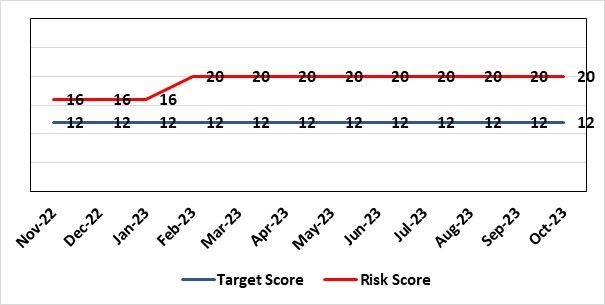 20 20 20 20 20 20 20 20 20
16 16 16
12 12 12 12 12 12 12 12 12 12 12 12
Nov-22 Dec-22 Jan-23 Feb-23 Mar-23 Apr-23 May-23 Jun-23 Jul-23 Aug-23 Sep-23 Oct-23
Target Score Risk Score